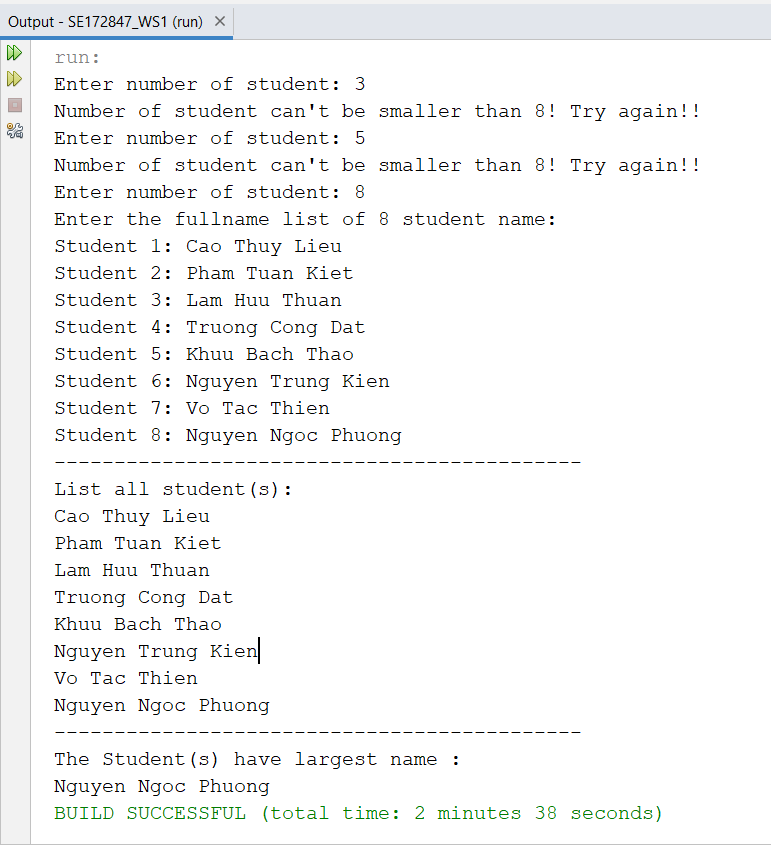 Output - SE172847_WS1 (run) ×
run:
Enter number of student: 3
Number of student can't be smaller than 8! Try again!!
Enter number of student: 5
Number of student can't be smaller than 8! Try again!!
Enter number of student: 8
Enter the fullname list of 8 student name:
Student 1: Cao Thuy Lieu
Student 2: Pham Tuan Kiet
Student 3: Lam Huu Thuan
Student 4: Truong Cong Dat
Student 5: Khuu Bach Thao
Student 6: Nguyen Trung Kien
Student 7: Vo Tac Thien
Student 8: Nguyen Ngoc Phuong
--------------------------------------------
List all student(s):
Cao Thuy Lieu
Pham Tuan Kiet
Lam Huu Thuan
Truong Cong Dat
Khuu Bach Thao
Nguyen Trung Kien
Vo Tac Thien
Nguyen Ngoc Phuong
--------------------------------------------
The Student(s) have largest name :
Nguyen Ngoc Phuong
BUILD SUCCESSFUL (total time: 2 minutes 38 seconds)